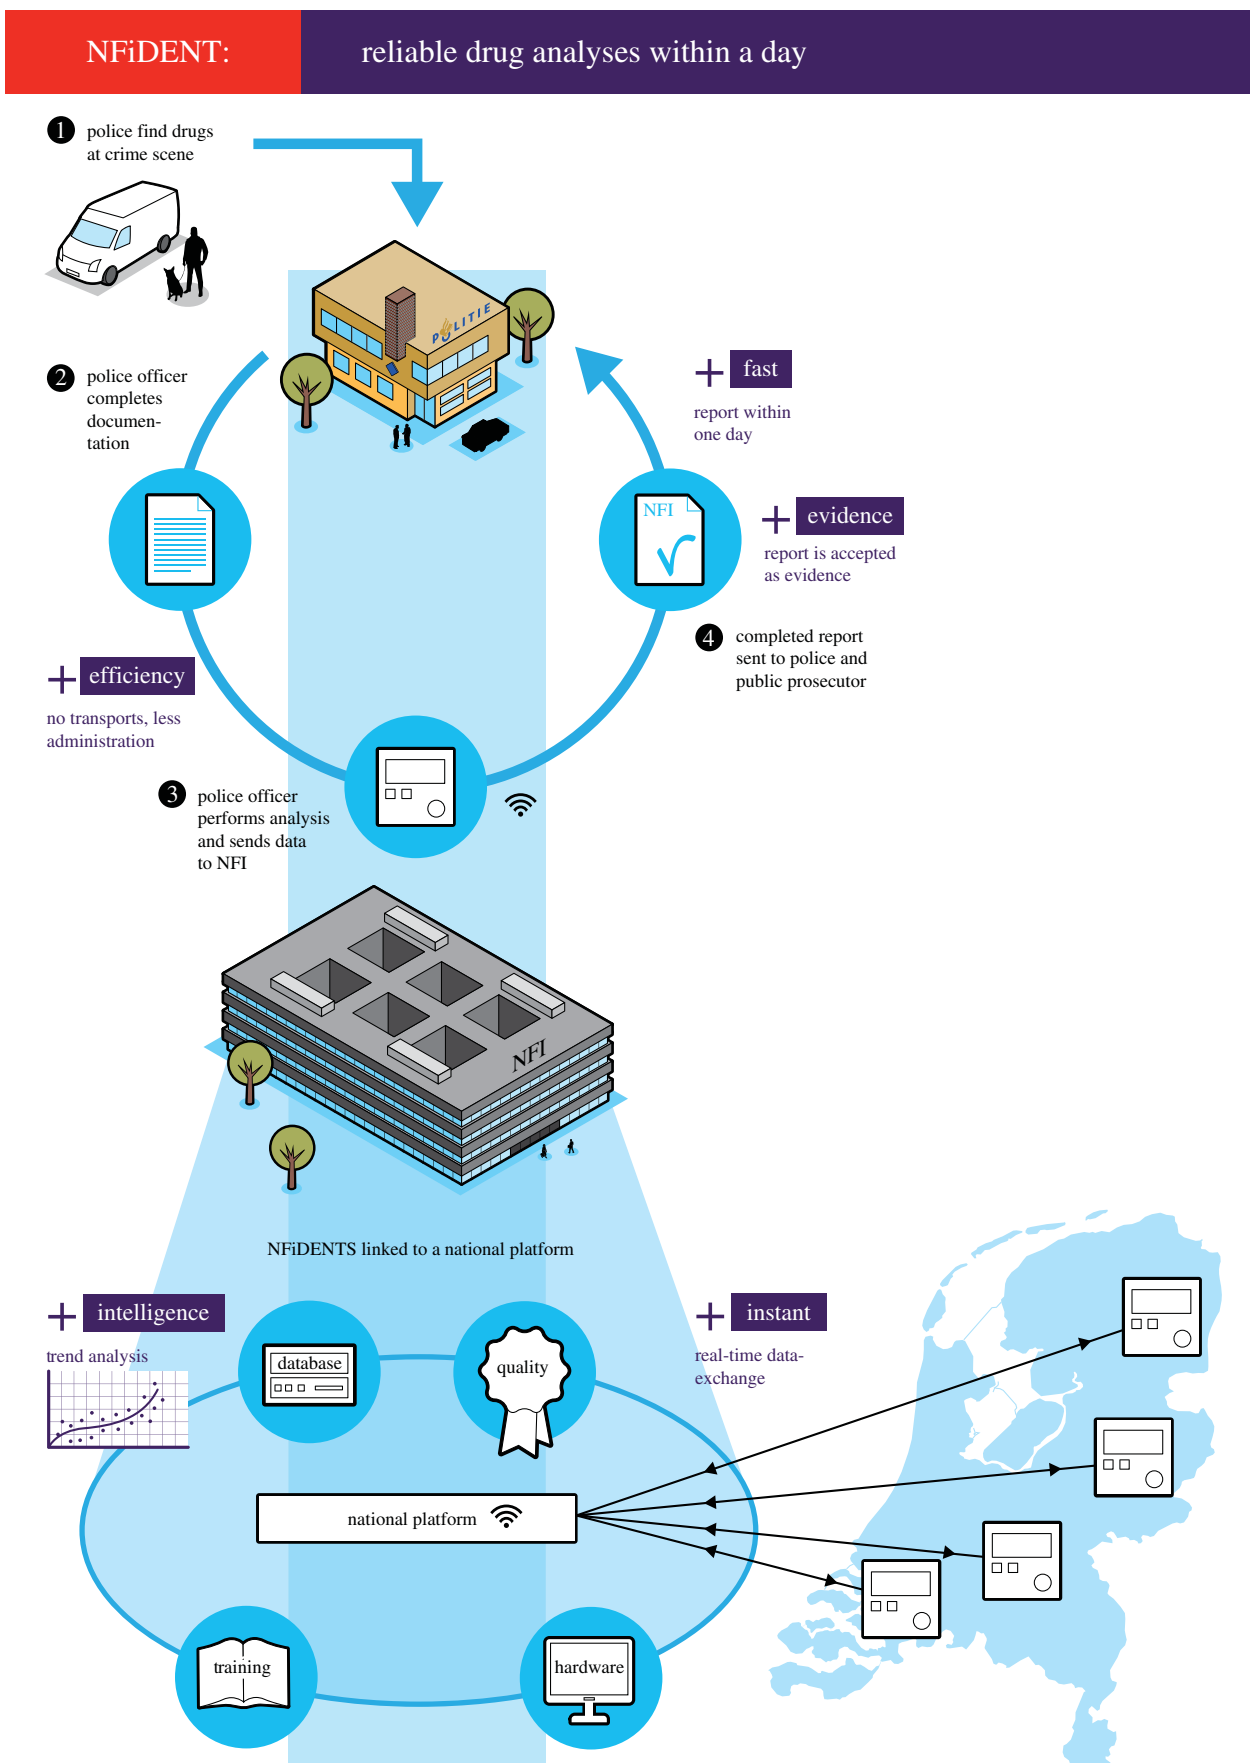 NFiDENT: reliable drug analyses within a day
1 police find drugs
at crime scene
POLITIE
2 police officer
completes
documen-
tation
+ fast
report within
one day
NFI
+ evidence
report is accepted
as evidence
4 completed report
sent to police and
public prosecutor
+ efficiency
no transports, less
administration
3 police officer
performs analysis
and sends data
to NFI
NFI
NFiDENTS linked to a national platform
+ intelligence
trend analysis
+ instant
real-time data-
exchange
database
quality
national platform
training
hardware